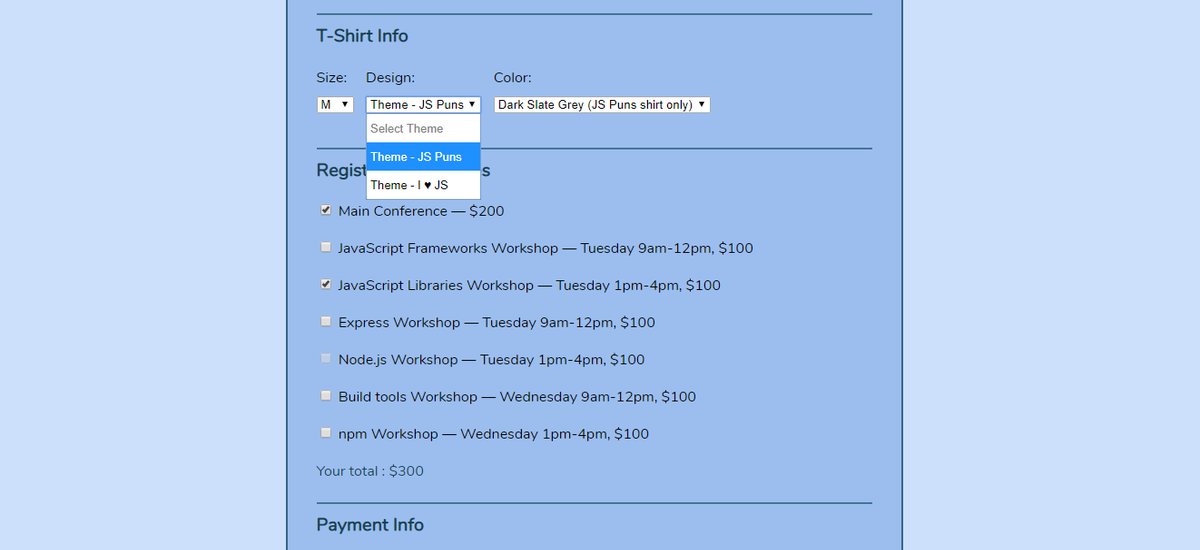 T-Shirt Info
Size: Design: Color:
M Theme - JS Puns Dark Slate Grey (JS Puns shirt only)
Select Theme
Theme - JS Puns
Theme - I ♥ JS
Regist s
Main Conference — $200
JavaScript Frameworks Workshop — Tuesday 9am-12pm, $100
JavaScript Libraries Workshop — Tuesday 1pm-4pm, $100
Express Workshop — Tuesday 9am-12pm, $100
Node.js Workshop — Tuesday 1pm-4pm, $100
Build tools Workshop — Wednesday 9am-12pm, $100
npm Workshop — Wednesday 1pm-4pm, $100
Your total : $300
Payment Info